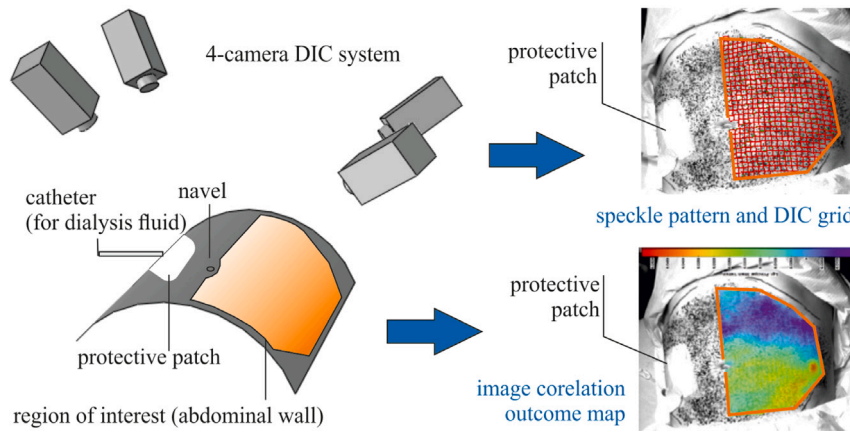 4-camera DIC system
protective
patch
catheter
(for dialysis fluid)
navel
speckle pattern and DIC grid
protective
patch
protective patch
image corelation
outcome map
region of interest (abdominal wall)